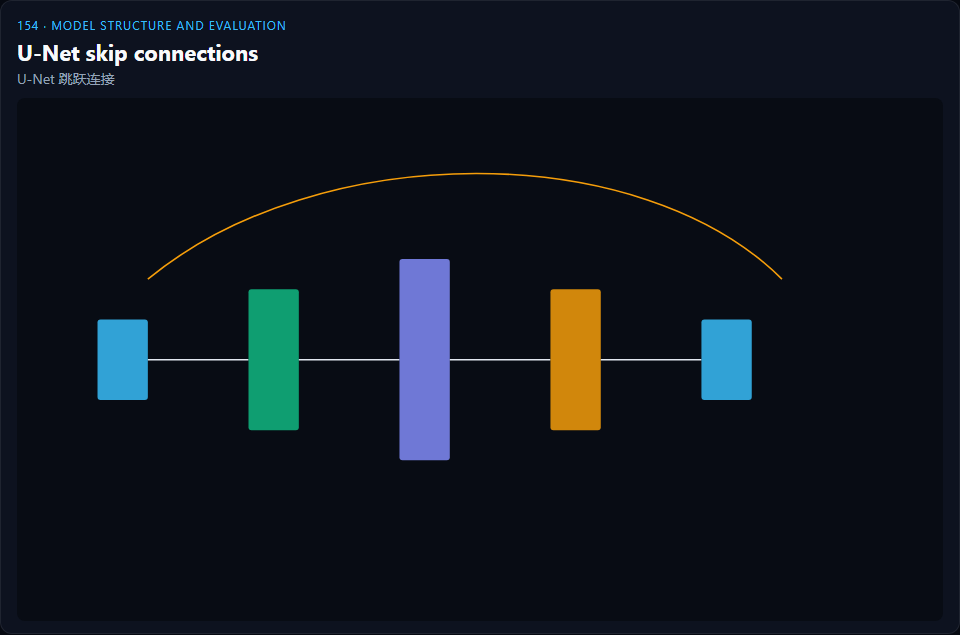 154 · MODEL STRUCTURE AND EVALUATION
U-Net skip connections
U-Net 跳跃连接